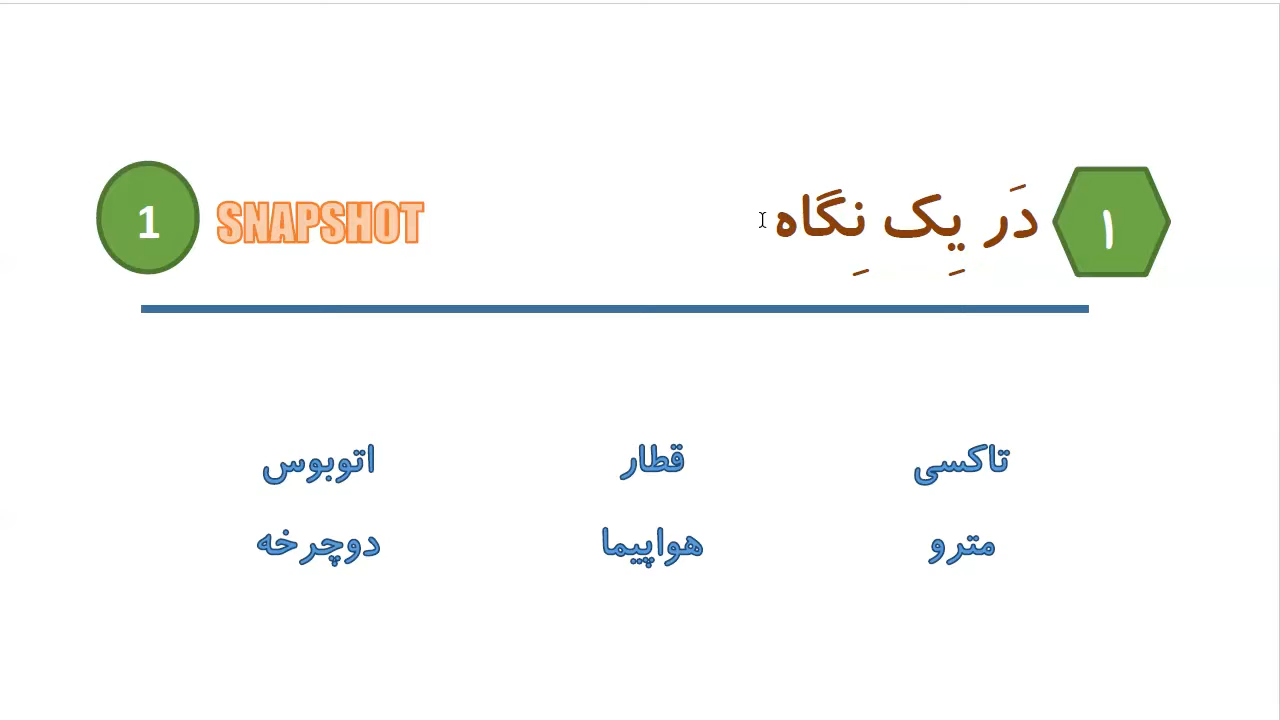 1 SNAPSHOT
۱ دَر یِک نِگاه
تاکسی قطار اتوبوس
مترو هواپیما دوچرخه